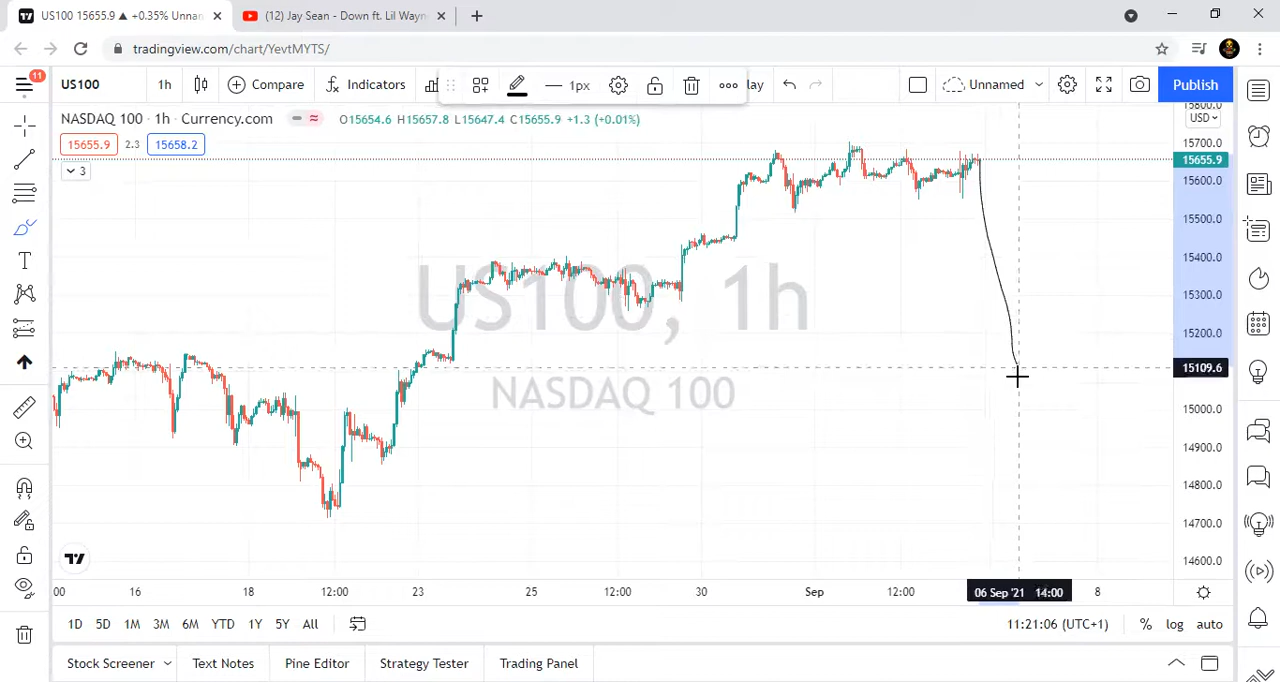 US100 15655.9 ▲ +0.35% Unnan
(12) Jay Sean - Down ft. Lil Wayne
tradingview.com/chart/YevtMYTS/
11
US100 1h Compare Indicators 1px lay Unnamed Publish
NASDAQ 100 · 1h · Currency.com O15654.6 H15657.8 L15647.4 C15655.9 +1.3 (+0.01%)
15655.9 2.3 15658.2
3
15800.0
USD
15700.0
15655.9
15600.0
15500.0
15400.0
15300.0
15200.0
15109.6
15000.0
14900.0
14800.0
14700.0
14600.0
US100, 1h
NASDAQ 100
00 16 18 12:00 23 25 12:00 30 Sep 12:00 06 Sep '21 14:00 8
1D 5D 1M 3M 6M YTD 1Y 5Y All 11:21:06 (UTC+1) % log auto
Stock Screener Text Notes Pine Editor Strategy Tester Trading Panel